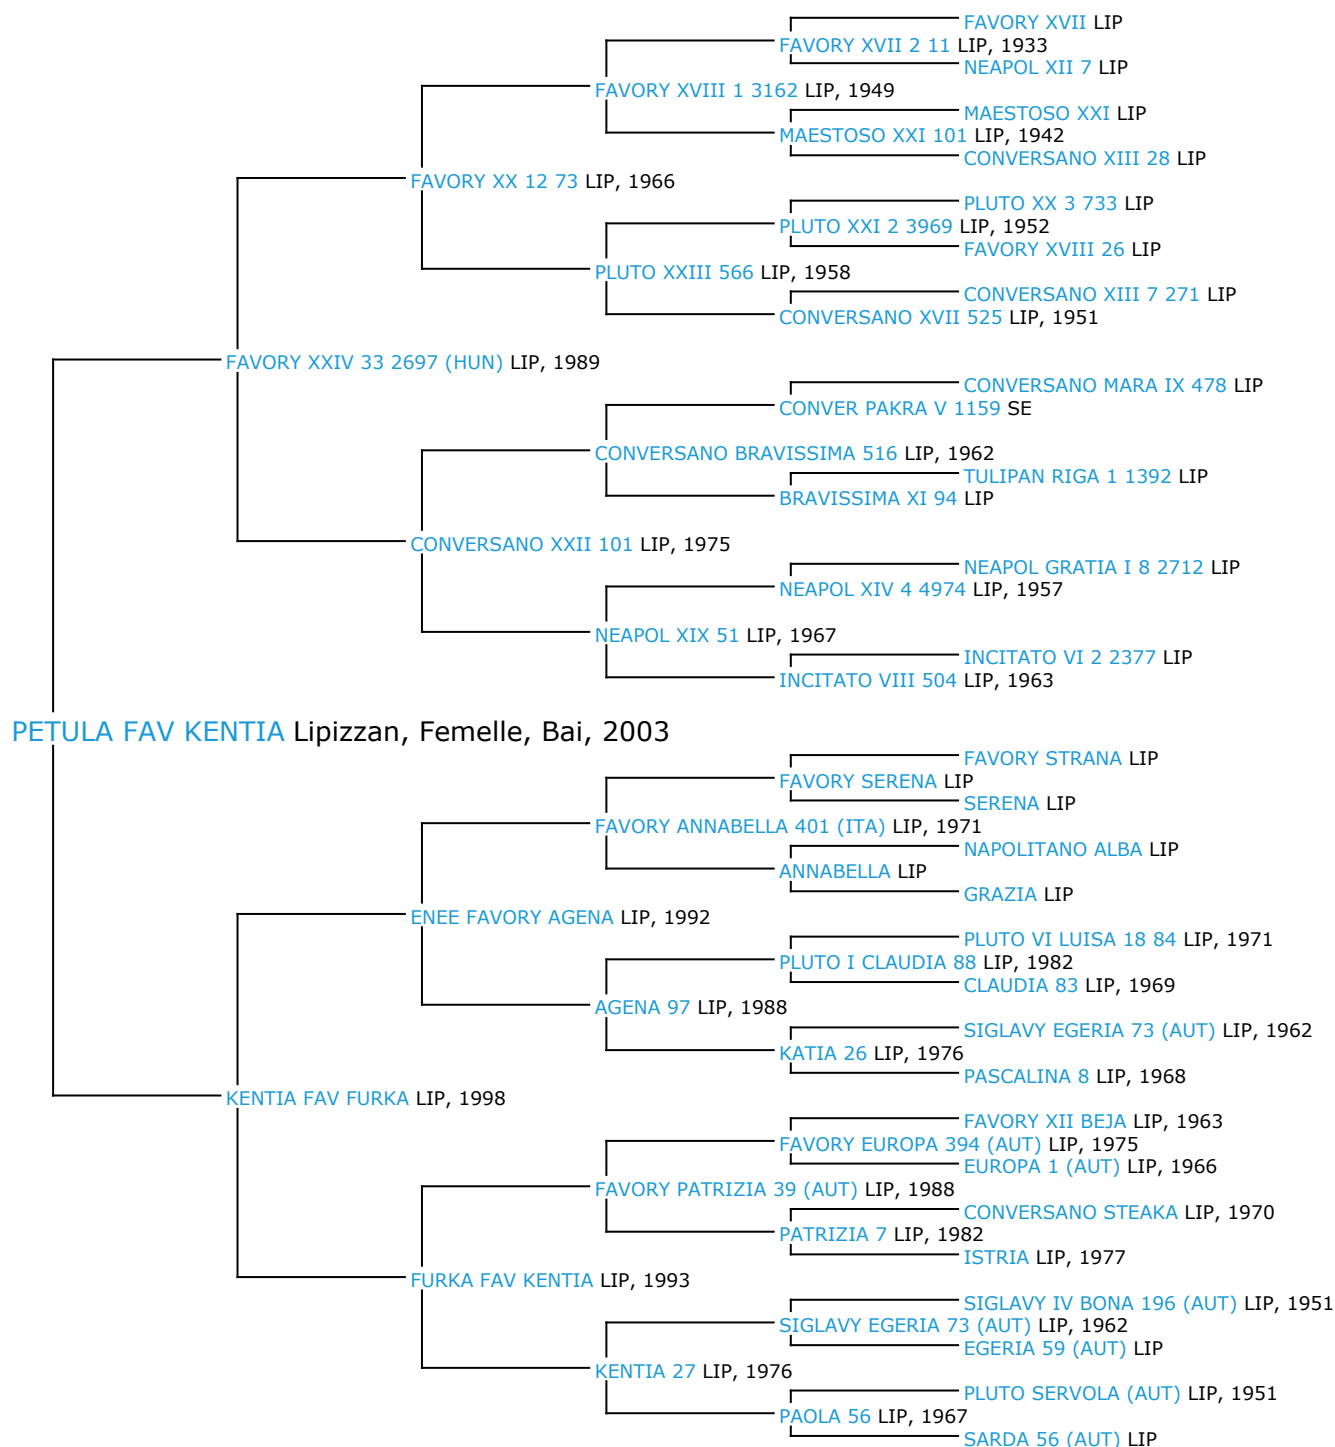 FAVORY XVII LIP
FAVORY XVII 2 11 LIP, 1933
NEAPOL XII 7 LIP
FAVORY XVIII 1 3162 LIP, 1949
MAESTOSO XXI LIP
MAESTOSO XXI 101 LIP, 1942
CONVERSANO XIII 28 LIP
FAVORY XX 12 73 LIP, 1966
PLUTO XX 3 733 LIP
PLUTO XXI 2 3969 LIP, 1952
FAVORY XVIII 26 LIP
PLUTO XXIII 566 LIP, 1958
CONVERSANO XIII 7 271 LIP
CONVERSANO XVII 525 LIP, 1951
FAVORY XXIV 33 2697 (HUN) LIP, 1989
CONVERSANO MARA IX 478 LIP
CONVER PAKRA V 1159 SE
CONVERSANO BRAVISSIMA 516 LIP, 1962
TULIPAN RIGA 1 1392 LIP
BRAVISSIMA XI 94 LIP
CONVERSANO XXII 101 LIP, 1975
NEAPOL GRATIA I 8 2712 LIP
NEAPOL XIV 4 4974 LIP, 1957
NEAPOL XIX 51 LIP, 1967
INCITATO VI 2 2377 LIP
INCITATO VIII 504 LIP, 1963
PETULA FAV KENTIA Lipizzan, Femelle, Bai, 2003
FAVORY STRANA LIP
FAVORY SERENA LIP
SERENA LIP
FAVORY ANNABELLA 401 (ITA) LIP, 1971
NAPOLITANO ALBA LIP
ANNABELLA LIP
GRAZIA LIP
ENEE FAVORY AGENA LIP, 1992
PLUTO VI LUISA 18 84 LIP, 1971
PLUTO I CLAUDIA 88 LIP, 1982
CLAUDIA 83 LIP, 1969
AGENA 97 LIP, 1988
SIGLAVY EGERIA 73 (AUT) LIP, 1962
KATIA 26 LIP, 1976
PASCALINA 8 LIP, 1968
KENTIA FAV FURKA LIP, 1998
FAVORY XII BEJA LIP, 1963
FAVORY EUROPA 394 (AUT) LIP, 1975
EUROPA 1 (AUT) LIP, 1966
FAVORY PATRIZIA 39 (AUT) LIP, 1988
CONVERSANO STEAKA LIP, 1970
PATRIZIA 7 LIP, 1982
ISTRIA LIP, 1977
FURKA FAV KENTIA LIP, 1993
SIGLAVY IV BONA 196 (AUT) LIP, 1951
SIGLAVY EGERIA 73 (AUT) LIP, 1962
EGERIA 59 (AUT) LIP
KENTIA 27 LIP, 1976
PLUTO SERVOLA (AUT) LIP, 1951
PAOLA 56 LIP, 1967
SARDA 56 (AUT) LIP